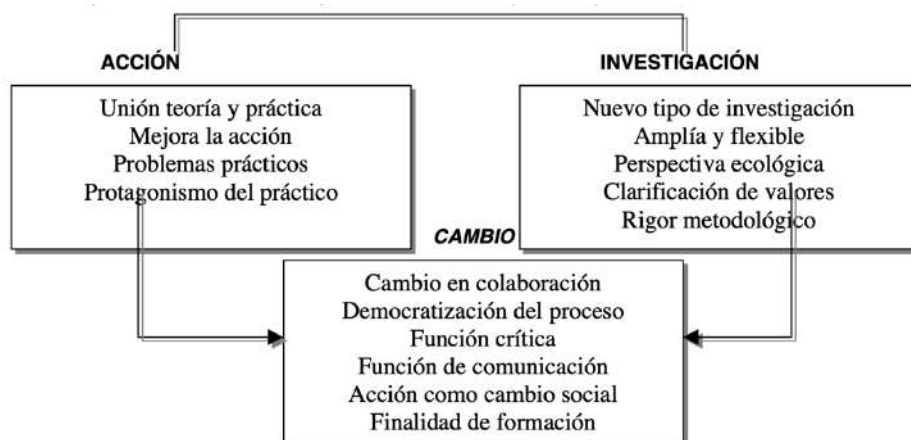 ACCIÓN
Unión teoría y práctica
Mejora la acción
Problemas prácticos
Protagonismo del práctico
INVESTIGACIÓN
Nuevo tipo de investigación
Amplía y flexible
Perspectiva ecológica
Clarificación de valores
Rigor metodológico
CAMBIO
Cambio en colaboración
Democratización del proceso
Función crítica
Función de comunicación
Acción como cambio social
Finalidad de formación